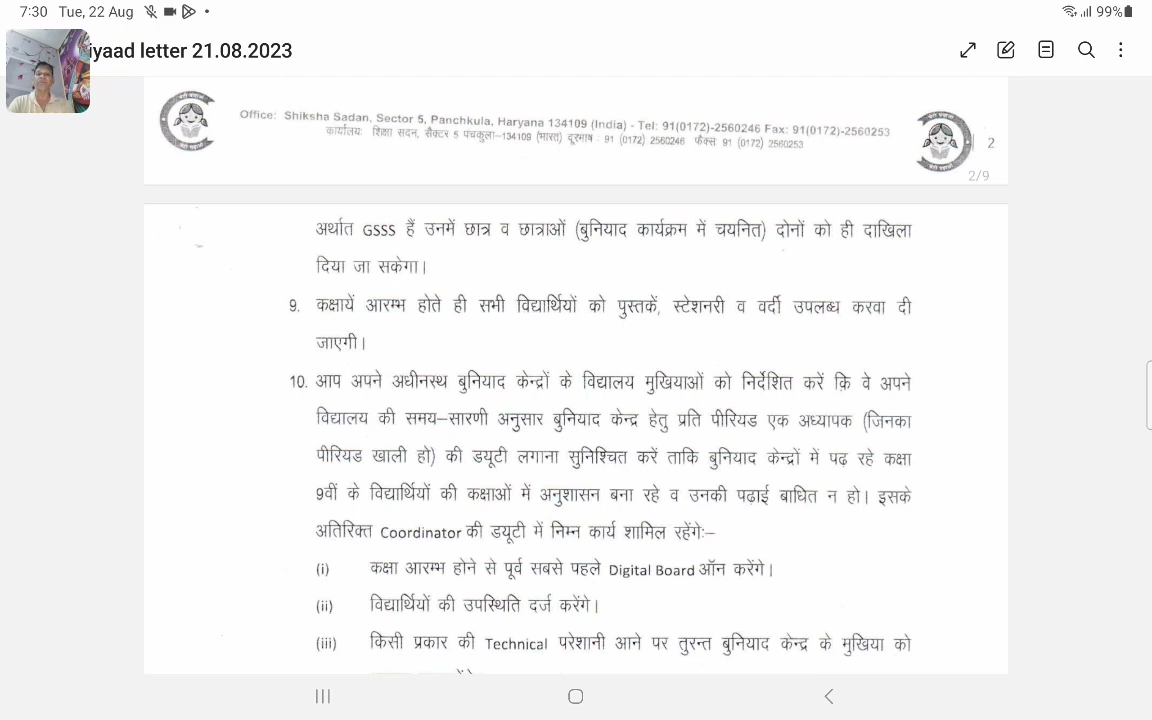 7:30 Tue, 22 Aug
99%
iyaad letter 21.08.2023
Office: Shiksha Sadan, Sector 5, Panchkula, Haryana 134109 (India) - Tel: 91(0172)-2560246 Fax: 91(0172)-2560253
कार्यालयः शिक्षा सदन, सैक्टर 5 पंचकुला–134109 (भारत) दूरभाष : 91 (0172) 2560246 फैक्सः 91 (0172) 2560253
2
2/9
अर्थात GSSS हैं उनमें छात्र व छात्राओं (बुनियाद कार्यक्रम में चयनित) दोनों को ही दाखिला
दिया जा सकेगा।
9. कक्षायें आरम्भ होते ही सभी विद्यार्थियों को पुस्तकें, स्टेशनरी व वर्दी उपलब्ध करवा दी
जाएगी।
10. आप अपने अधीनस्थ बुनियाद केन्द्रों के विद्यालय मुखियाओं को निर्देशित करें कि वे अपने
विद्यालय की समय–सारणी अनुसार बुनियाद केन्द्र हेतु प्रति पीरियड एक अध्यापक (जिनका
पीरियड खाली हो) की डयूटी लगाना सुनिश्चित करें ताकि बुनियाद केन्द्रों में पढ़ रहे कक्षा
9वीं के विद्यार्थियों की कक्षाओं में अनुशासन बना रहे व उनकी पढ़ाई बाधित न हो। इसके
अतिरिक्त Coordinator की डयूटी में निम्न कार्य शामिल रहेंगेः–
(i) कक्षा आरम्भ होने से पूर्व सबसे पहले Digital Board ऑन करेंगे।
(ii) विद्यार्थियों की उपस्थिति दर्ज करेंगे।
(iii) किसी प्रकार की Technical परेशानी आने पर तुरन्त बुनियाद केन्द्र के मुखिया को